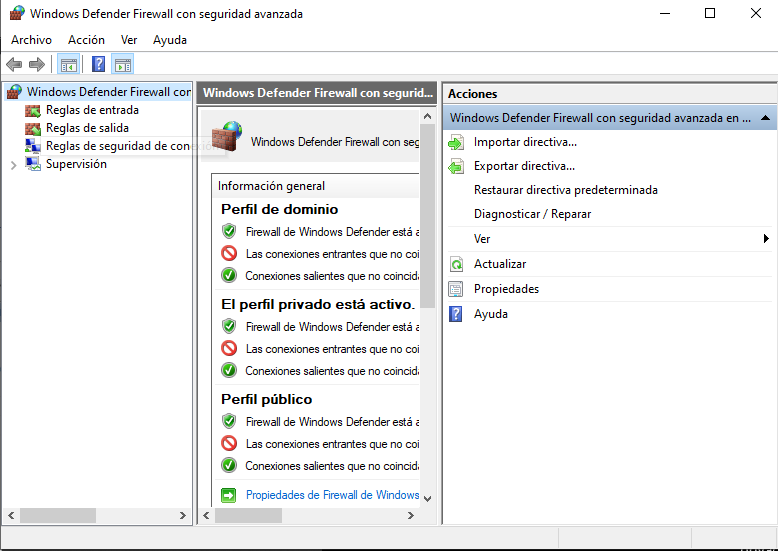 Windows Defender Firewall con seguridad avanzada
Archivo Acción Ver Ayuda
Windows Defender Firewall con
Reglas de entrada
Reglas de salida
Reglas de seguridad de conexión
Supervisión
Windows Defender Firewall con segurid...
Windows Defender Firewall con seg
Información general
Perfil de dominio
Firewall de Windows Defender está a
Las conexiones entrantes que no coi
Conexiones salientes que no coincida
El perfil privado está activo.
Firewall de Windows Defender está a
Las conexiones entrantes que no coi
Conexiones salientes que no coincida
Perfil público
Firewall de Windows Defender está a
Las conexiones entrantes que no coi
Conexiones salientes que no coincida
Propiedades de Firewall de Windows
Acciones
Windows Defender Firewall con seguridad avanzada en ...
Importar directiva...
Exportar directiva...
Restaurar directiva predeterminada
Diagnosticar / Reparar
Ver
Actualizar
Propiedades
Ayuda